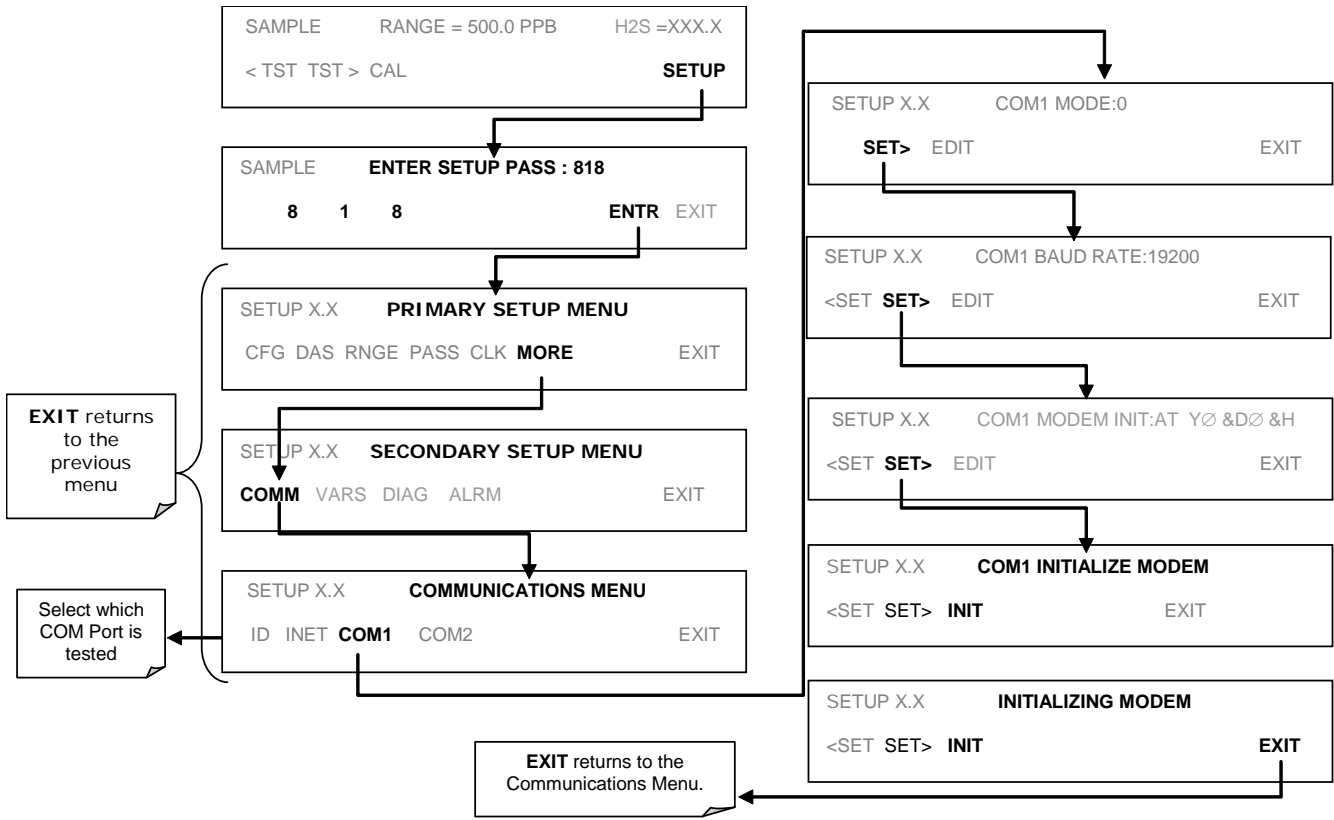 SAMPLE RANGE = 500.0 PPB H2S =XXX.X
< TST TST > CAL SETUP
SAMPLE ENTER SETUP PASS : 818
8 1 8 ENTR EXIT
SETUP X.X PRIMARY SETUP MENU
CFG DAS RNGE PASS CLK MORE EXIT
EXIT returns
to the
previous
menu
SETUP X.X SECONDARY SETUP MENU
COMM VARS DIAG ALRM EXIT
Select which
COM Port is
tested
SETUP X.X COMMUNICATIONS MENU
ID INET COM1 COM2 EXIT
SETUP X.X COM1 MODE:0
SET> EDIT EXIT
SETUP X.X COM1 BAUD RATE:19200
<SET SET> EDIT EXIT
SETUP X.X COM1 MODEM INIT:AT Y∅ &D∅ &H
<SET SET> EDIT EXIT
SETUP X.X COM1 INITIALIZE MODEM
<SET SET> INIT EXIT
SETUP X.X INITIALIZING MODEM
<SET SET> INIT EXIT
EXIT returns to the
Communications Menu.